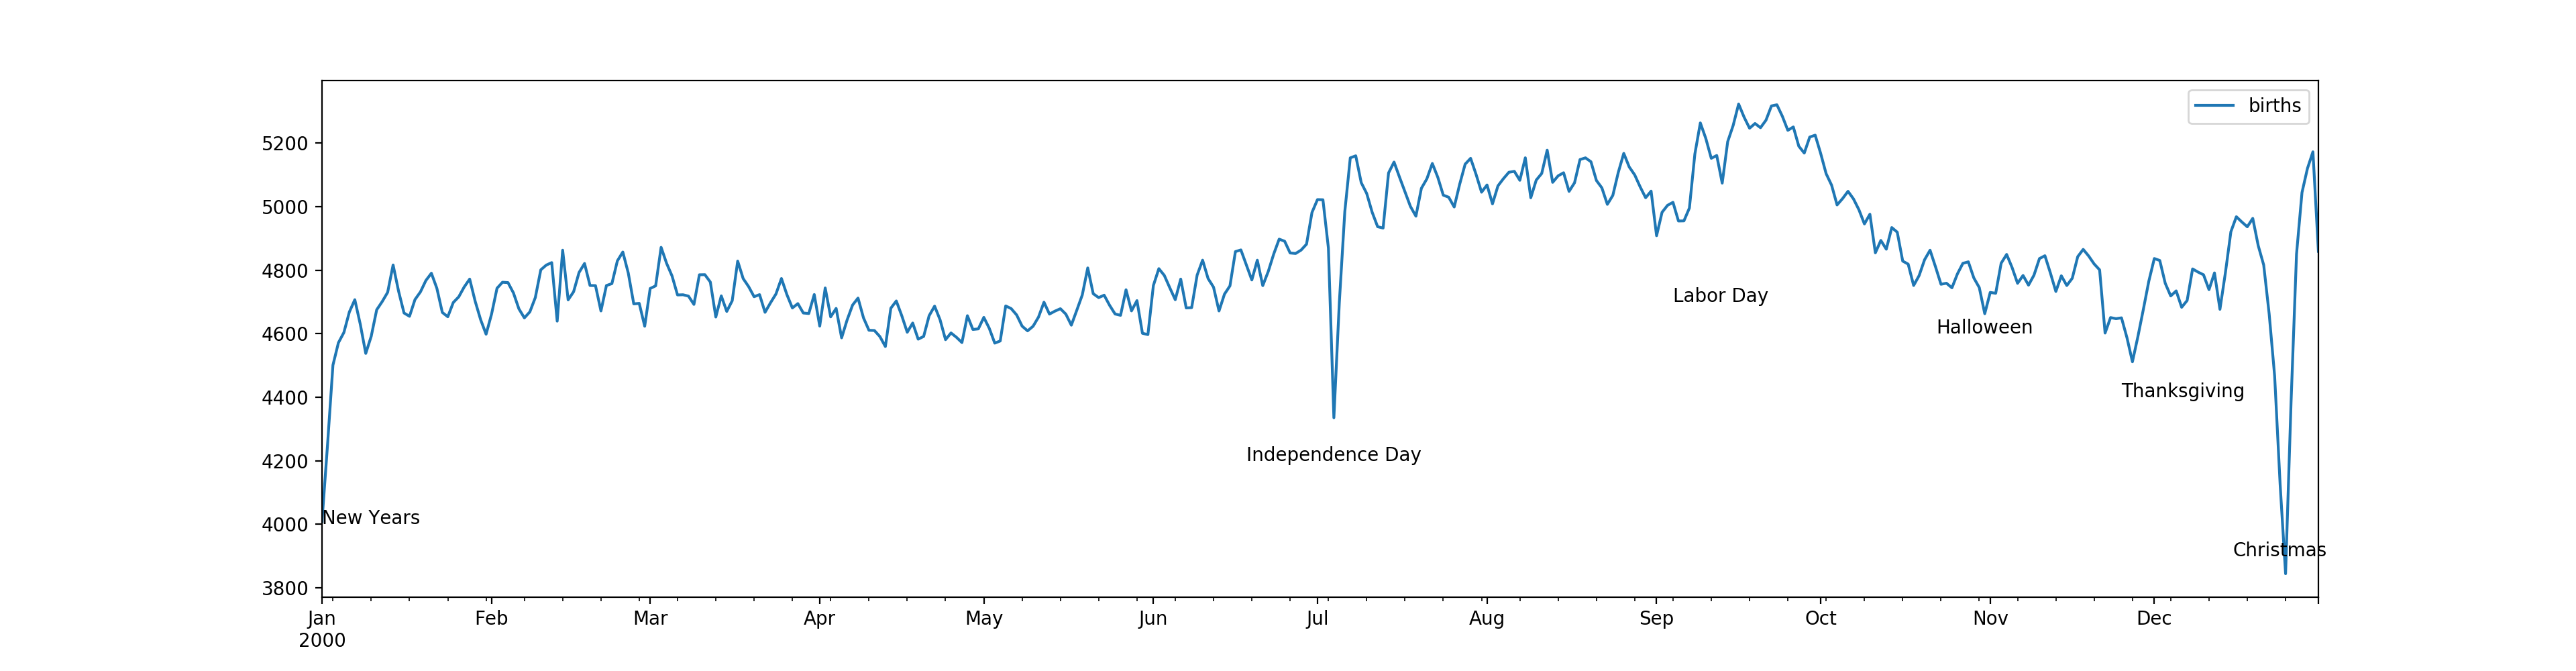 births
5200
5000
4800
4600
4400
4200
4000
3800
Labor Day
Halloween
Thanksgiving
Independence Day
New Years
Christmas
Jan Feb Mar Apr May Jun Jul Aug Sep Oct Nov Dec
2000